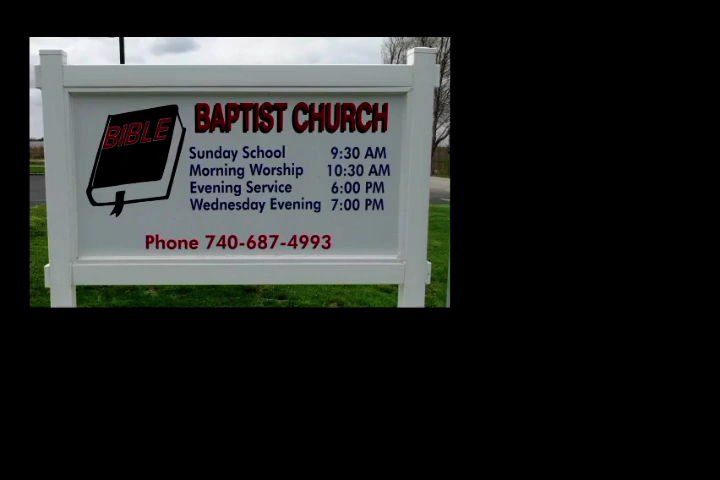 BIBLE
BAPTIST CHURCH
Sunday School 9:30 AM
Morning Worship 10:30 AM
Evening Service 6:00 PM
Wednesday Evening 7:00 PM
Phone 740-687-4993